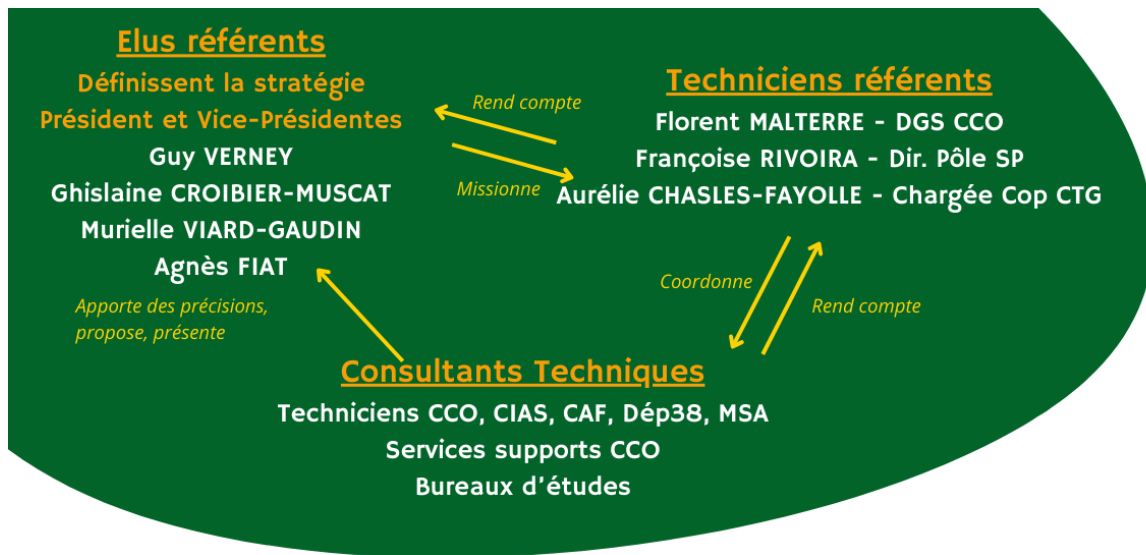 Elus référents
Définissent la stratégie
Président et Vice-Présidentes
Guy VERNEY
Ghislaine CROIBIER-MUSCAT
Murielle VIARD-GAUDIN
Agnès FIAT
Apporte des précisions,
propose, présente
Rend compte
Missionne
Techniciens référents
Florent MALTERRE - DGS CCO
Françoise RIVOIRA - Dir. Pôle SP
Aurélie CHASLES-FAYOLLE - Chargée Cop CTG
Coordonne
Rend compte
Consultants Techniques
Techniciens CCO, CIAS, CAF, Dép38, MSA
Services supports CCO
Bureaux d'études